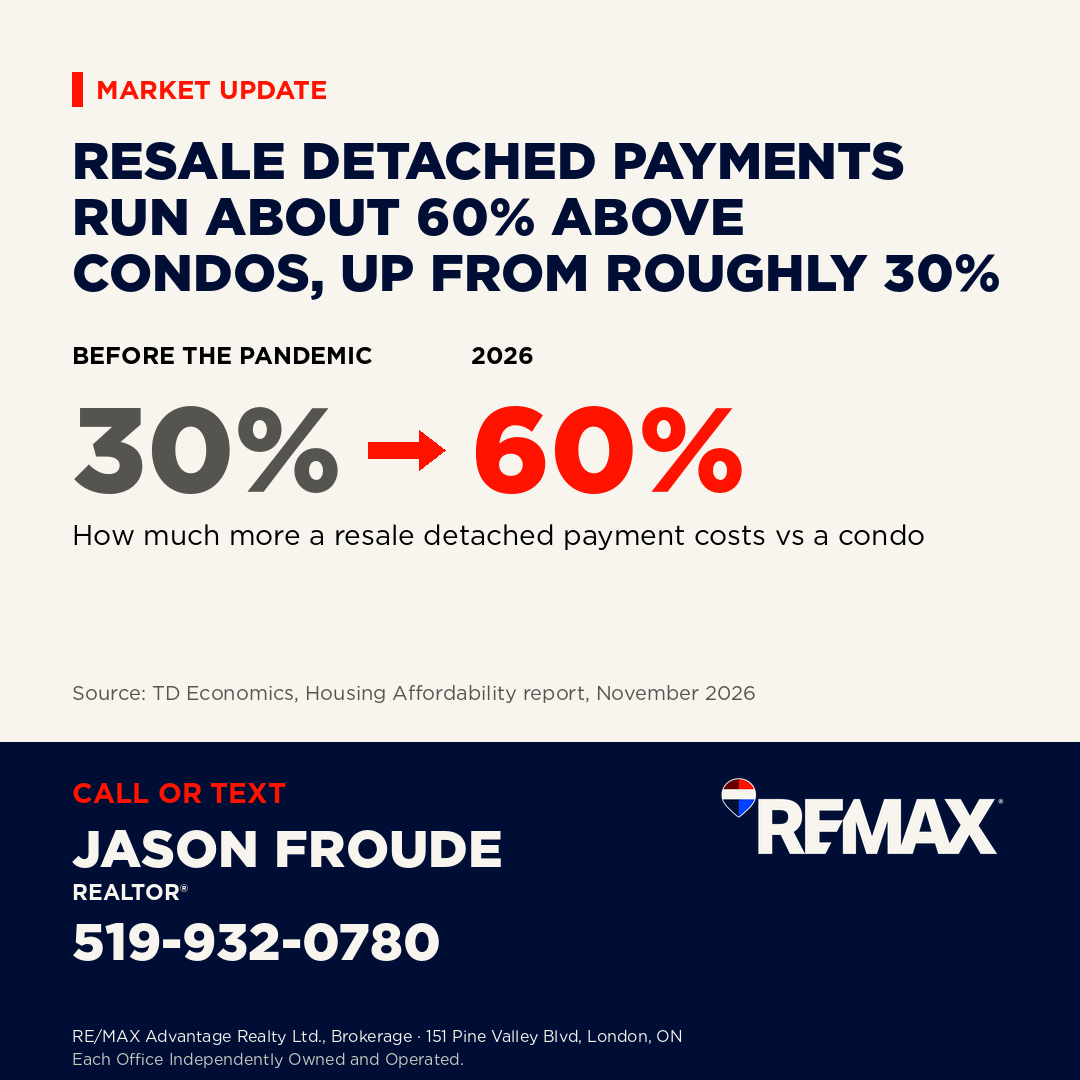 MARKET UPDATE
RESALE DETACHED PAYMENTS
RUN ABOUT 60% ABOVE
CONDOS, UP FROM ROUGHLY 30%
BEFORE THE PANDEMIC 2026
30% 60%
How much more a resale detached payment costs vs a condo
Source: TD Economics, Housing Affordability report, November 2026
CALL OR TEXT
JASON FROUDE
REALTOR®
519-932-0780
REMAX®
RE/MAX Advantage Realty Ltd., Brokerage · 151 Pine Valley Blvd, London, ON
Each Office Independently Owned and Operated.